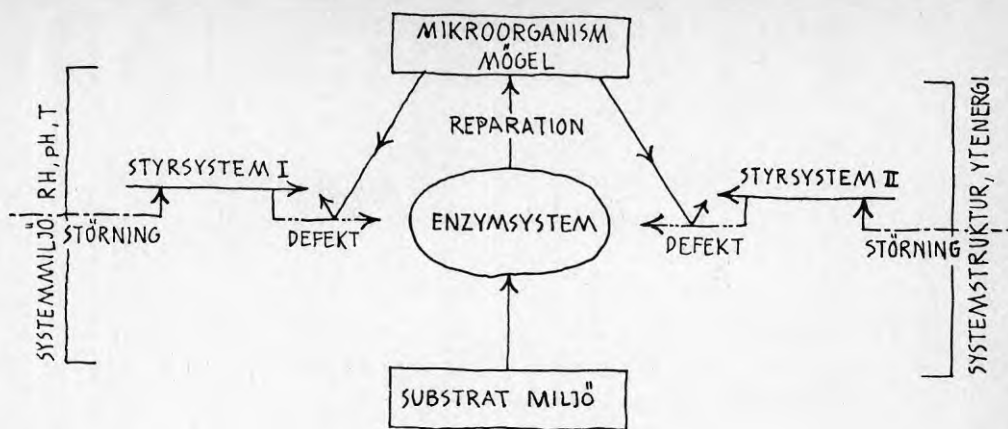 MIKROORGANISM
MÖGEL
REPARATION
SYSTEMMILJÖ: RH, pH, T
STYRSYSTEM I
STÖRNING
DEFEKT
ENZYMSYSTEM
STYRSYSTEM II
DEFEKT
STÖRNING
SYSTEMSTRUKTUR, YTENERGI
SUBSTRAT MILJÖ